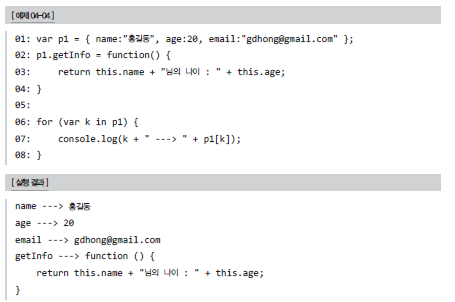 [ 예제 04-04 ]
01: var p1 = { name:"홍길동", age:20, email:"gdhong@gmail.com" };
02: p1.getInfo = function() {
03:     return this.name + "님의 나이 : " + this.age;
04: }
05:
06: for (var k in p1) {
07:     console.log(k + " ---> " + p1[k]);
08: }
[ 실행 결과 ]
name ---> 홍길동
age ---> 20
email ---> gdhong@gmail.com
getInfo ---> function () {
    return this.name + "님의 나이 : " + this.age;
}